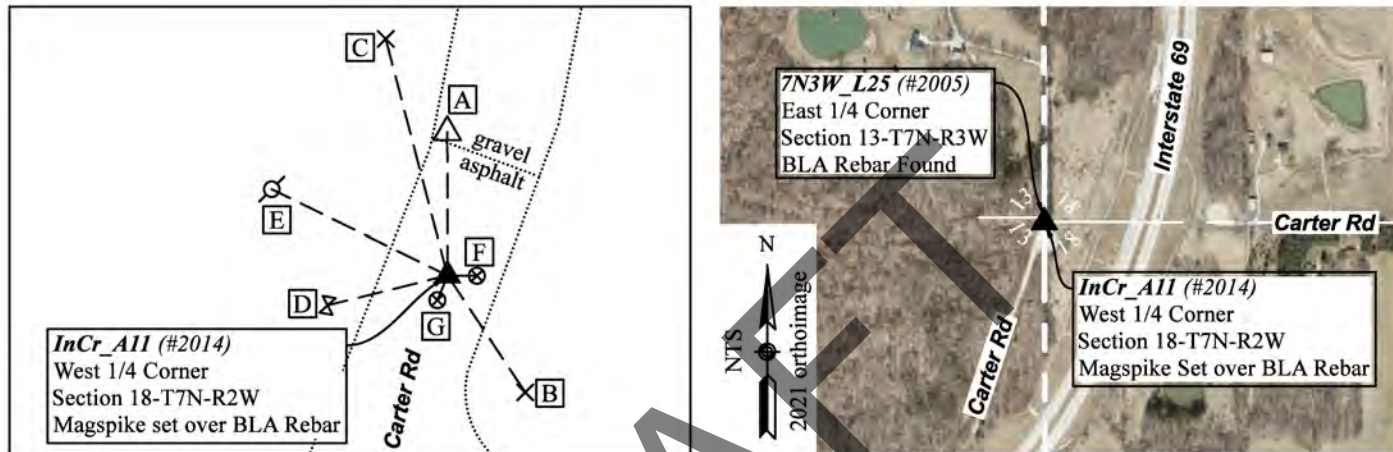 C
A
gravel
asphalt
E
F
D
G
B
InCr_A11 (#2014)
West 1/4 Corner
Section 18-T7N-R2W
Magspike set over BLA Rebar
Carter Rd
7N3W_L25 (#2005)
East 1/4 Corner
Section 13-T7N-R3W
BLA Rebar Found
Interstate 69
13
18
13
18
Carter Rd
N
NTS
2021 orthoimage
Carter Rd
InCr_A11 (#2014)
West 1/4 Corner
Section 18-T7N-R2W
Magspike Set over BLA Rebar